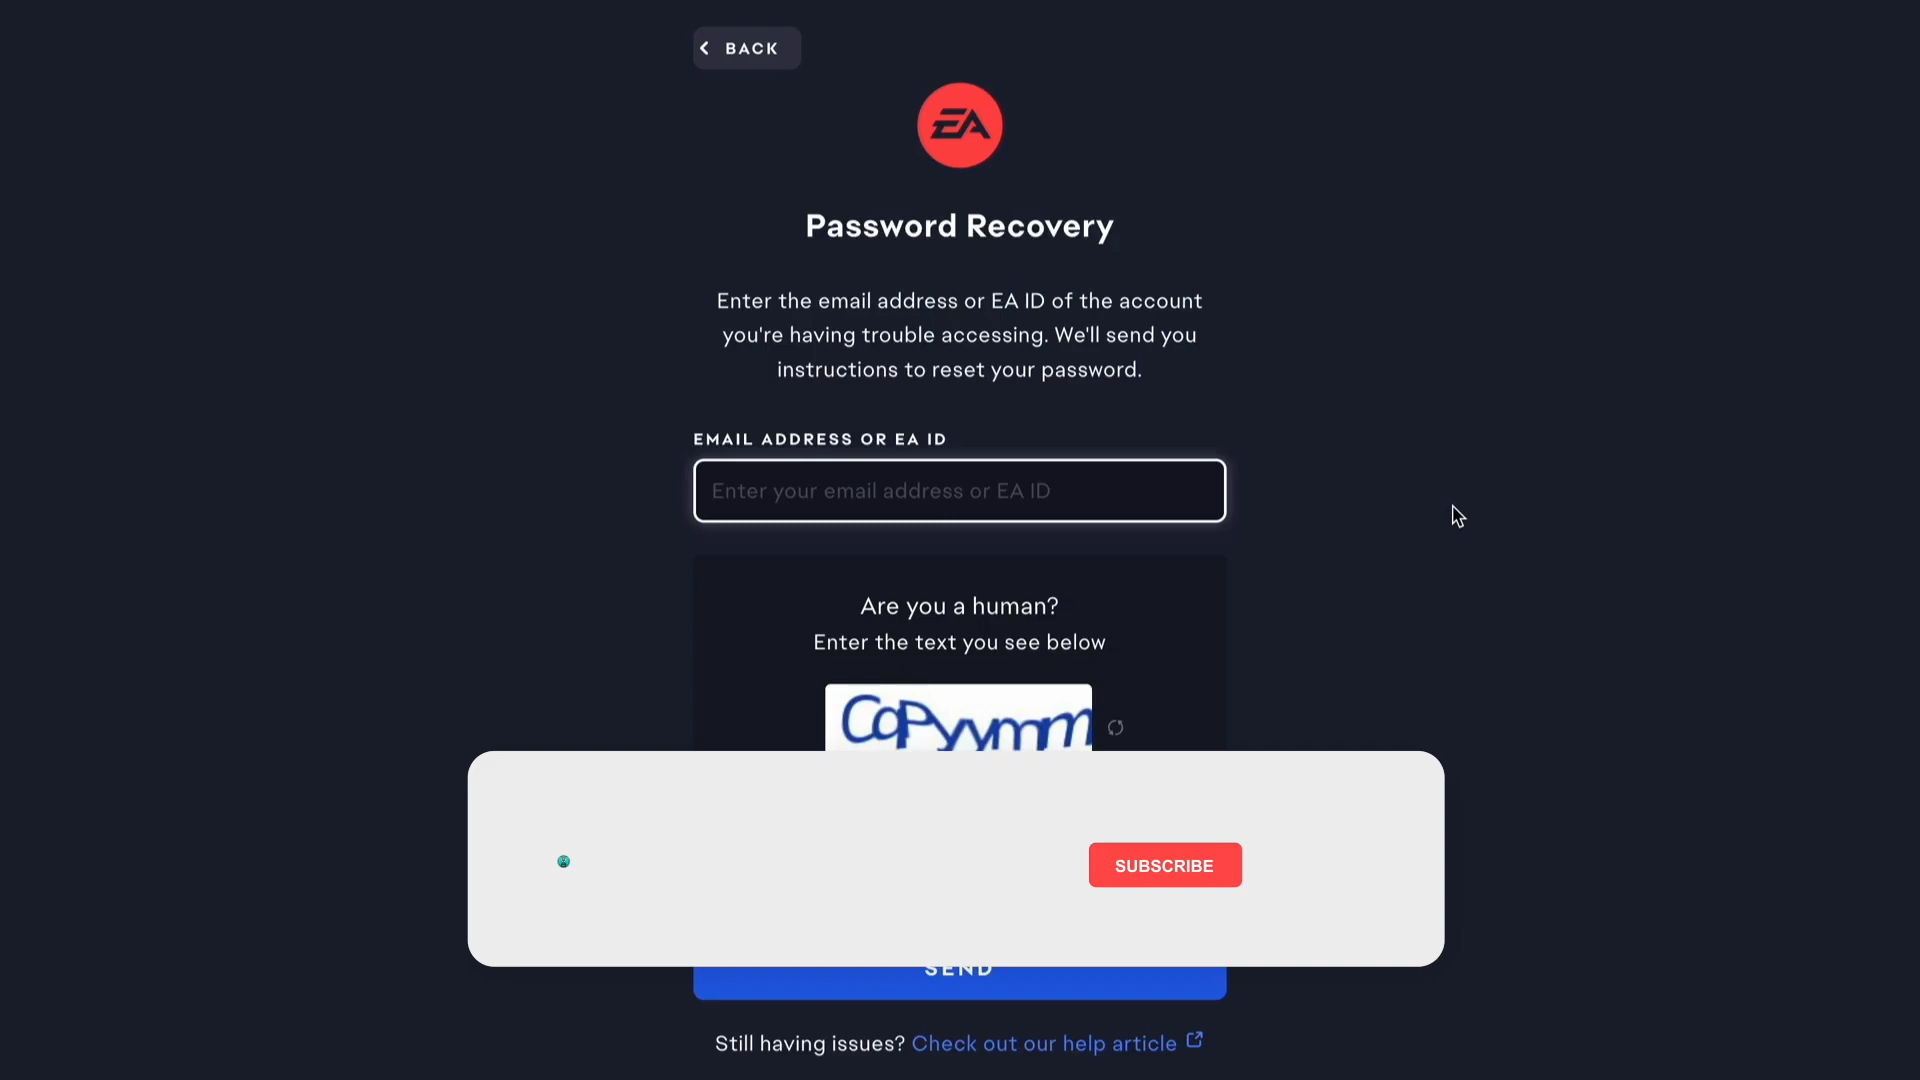 BACK
EA
Password Recovery
Enter the email address or EA ID of the account
you're having trouble accessing. We'll send you
instructions to reset your password.
EMAIL ADDRESS OR EA ID
Enter your email address or EA ID
Are you a human?
Enter the text you see below
SUBSCRIBE
SEND
Still having issues? Check out our help article